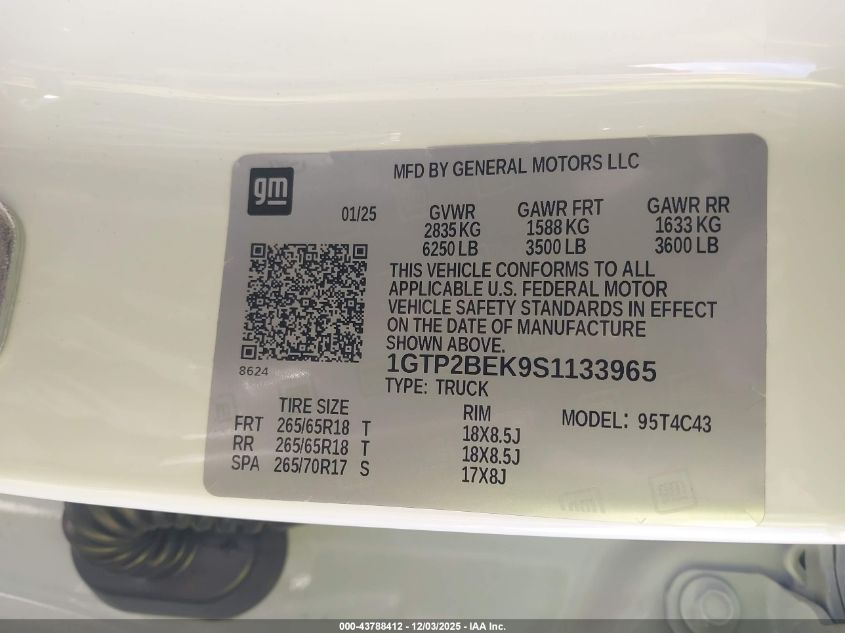 gm
MFD BY GENERAL MOTORS LLC
01/25
GVWR GAWR FRT GAWR RR
2835 KG 1588 KG 1633 KG
6250 LB 3500 LB 3600 LB
THIS VEHICLE CONFORMS TO ALL
APPLICABLE U.S. FEDERAL MOTOR
VEHICLE SAFETY STANDARDS IN EFFECT
ON THE DATE OF MANUFACTURE
SHOWN ABOVE.
8624
1GTP2BEK9S1133965
TYPE: TRUCK
TIRE SIZE RIM MODEL: 95T4C43
FRT 265/65R18 T 18X8.5J
RR 265/65R18 T 18X8.5J
SPA 265/70R17 S 17X8J
gm
000-43788412 - 12/03/2025 - IAA Inc.